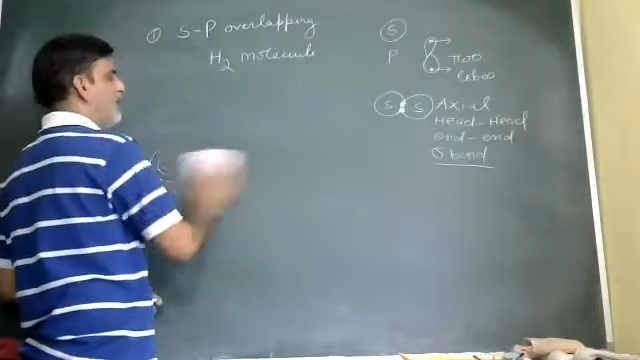 ① S-P overlapping
H2 molecule
S
P
Two
Lobes
S S Axial
Head-Head
end-end
σ bond